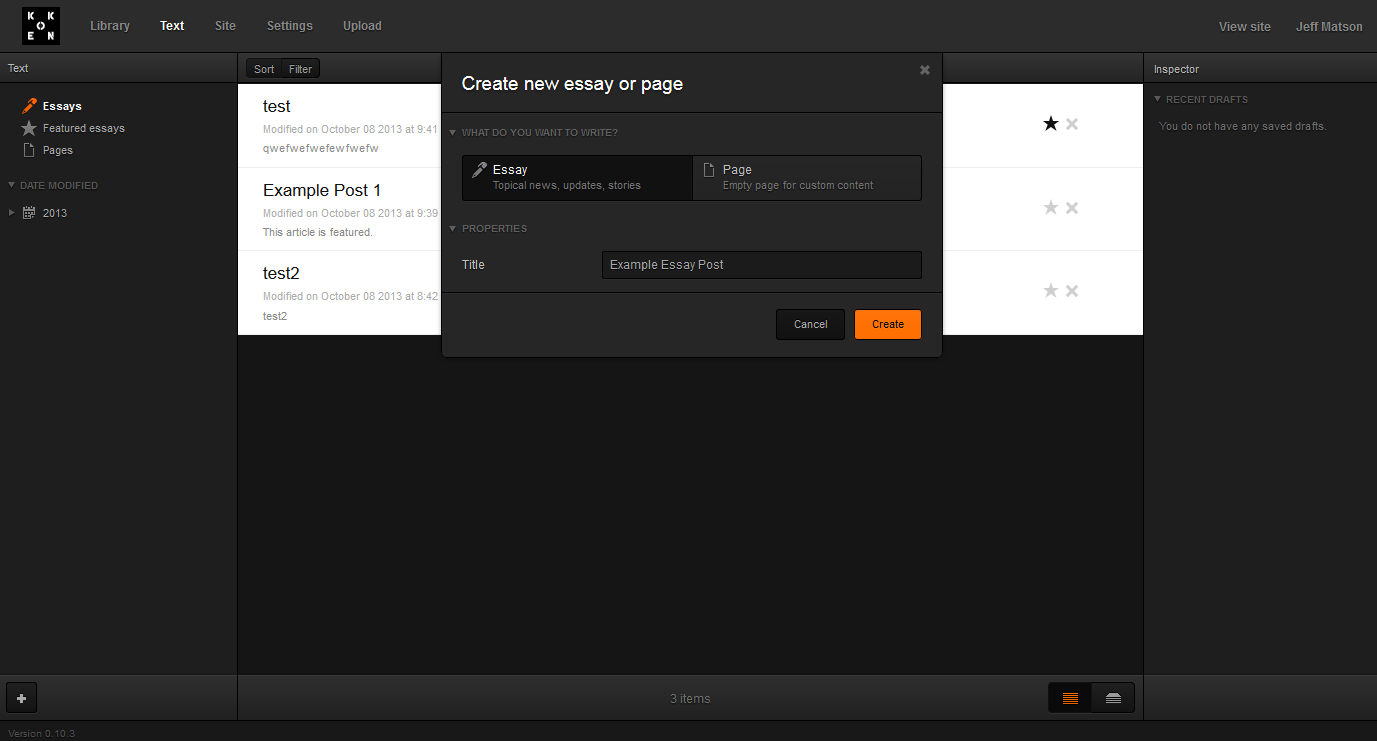 K K
O
E N
Library Text Site Settings Upload
View site Jeff Matson
Text
Essays
Featured essays
Pages
DATE MODIFIED
2013
Sort Filter
test
Modified on October 08 2013 at 9:41
qwefwefwefewfwefw
Example Post 1
Modified on October 08 2013 at 9:39
This article is featured.
test2
Modified on October 08 2013 at 8:42
test2
Create new essay or page
WHAT DO YOU WANT TO WRITE?
Essay
Topical news, updates, stories
Page
Empty page for custom content
PROPERTIES
Title Example Essay Post
Cancel Create
Inspector
RECENT DRAFTS
You do not have any saved drafts.
3 items
Version 0.10.3